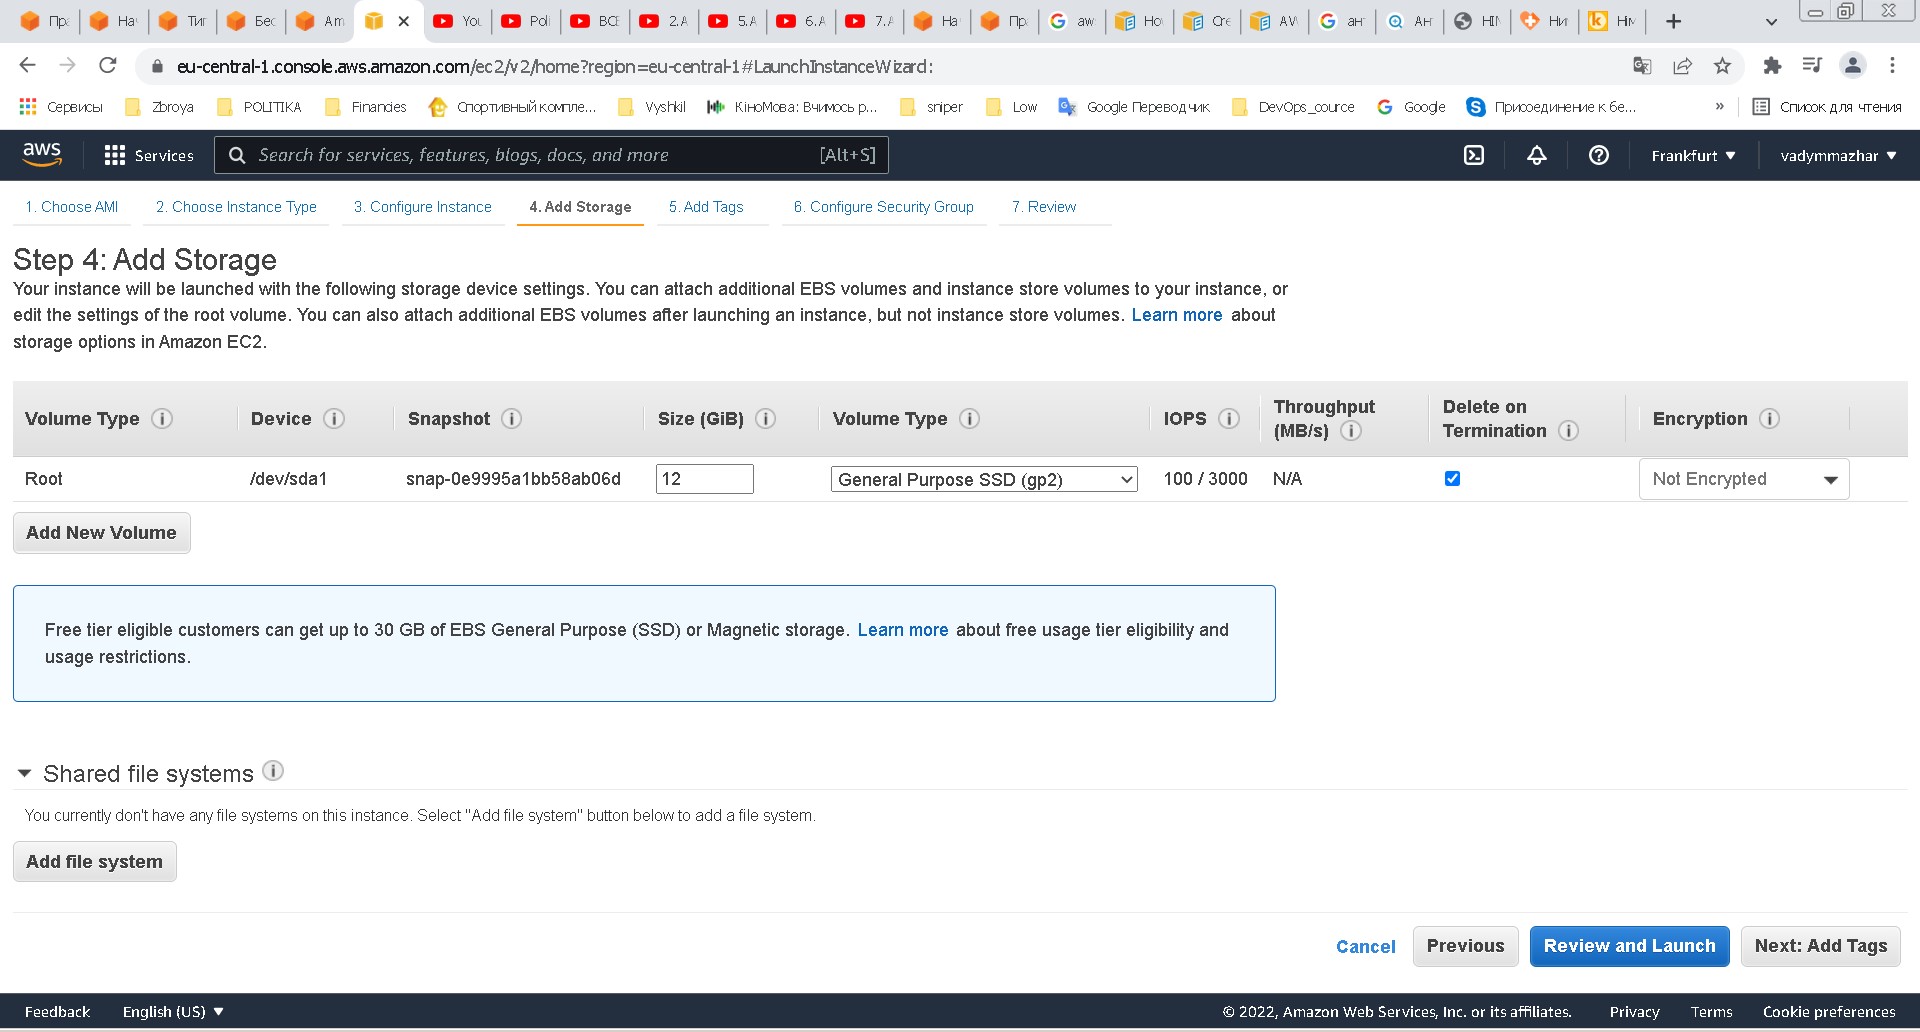 Пра
На
Тип
Бес
Am
You
Poli
ВСЕ
2. A
5. A
6. A
7. A
На
Пр
aw
Ho
Cre
AV
ан
Ан
HI
Ни
Нім
eu-central-1.console.aws.amazon.com/ec2/v2/home?region=eu-central-1#LaunchInstanceWizard:
Сервисы
Zbroya
POLITIKA
Financies
Спортивный компле...
Vyshkil
КіноМова: Вчимось р...
sniper
Low
Google Переводчик
DevOps_cource
Google
Присоединение к бе...
»
Список для чтения
aws
Services
Search for services, features, blogs, docs, and more
[Alt+S]
Frankfurt
vadymmazhar
1. Choose AMI
2. Choose Instance Type
3. Configure Instance
4. Add Storage
5. Add Tags
6. Configure Security Group
7. Review
Step 4: Add Storage
Your instance will be launched with the following storage device settings. You can attach additional EBS volumes and instance store volumes to your instance, or
edit the settings of the root volume. You can also attach additional EBS volumes after launching an instance, but not instance store volumes. Learn more about
storage options in Amazon EC2.
Volume Type
Device
Snapshot
Size (GiB)
Volume Type
IOPS
Throughput
(MB/s)
Delete on
Termination
Encryption
Root
/dev/sda1
snap-0e9995a1bb58ab06d
12
General Purpose SSD (gp2)
100 / 3000
N/A
Not Encrypted
Add New Volume
Free tier eligible customers can get up to 30 GB of EBS General Purpose (SSD) or Magnetic storage. Learn more about free usage tier eligibility and
usage restrictions.
Shared file systems
You currently don't have any file systems on this instance. Select "Add file system" button below to add a file system.
Add file system
Cancel
Previous
Review and Launch
Next: Add Tags
Feedback
English (US)
© 2022, Amazon Web Services, Inc. or its affiliates.
Privacy
Terms
Cookie preferences